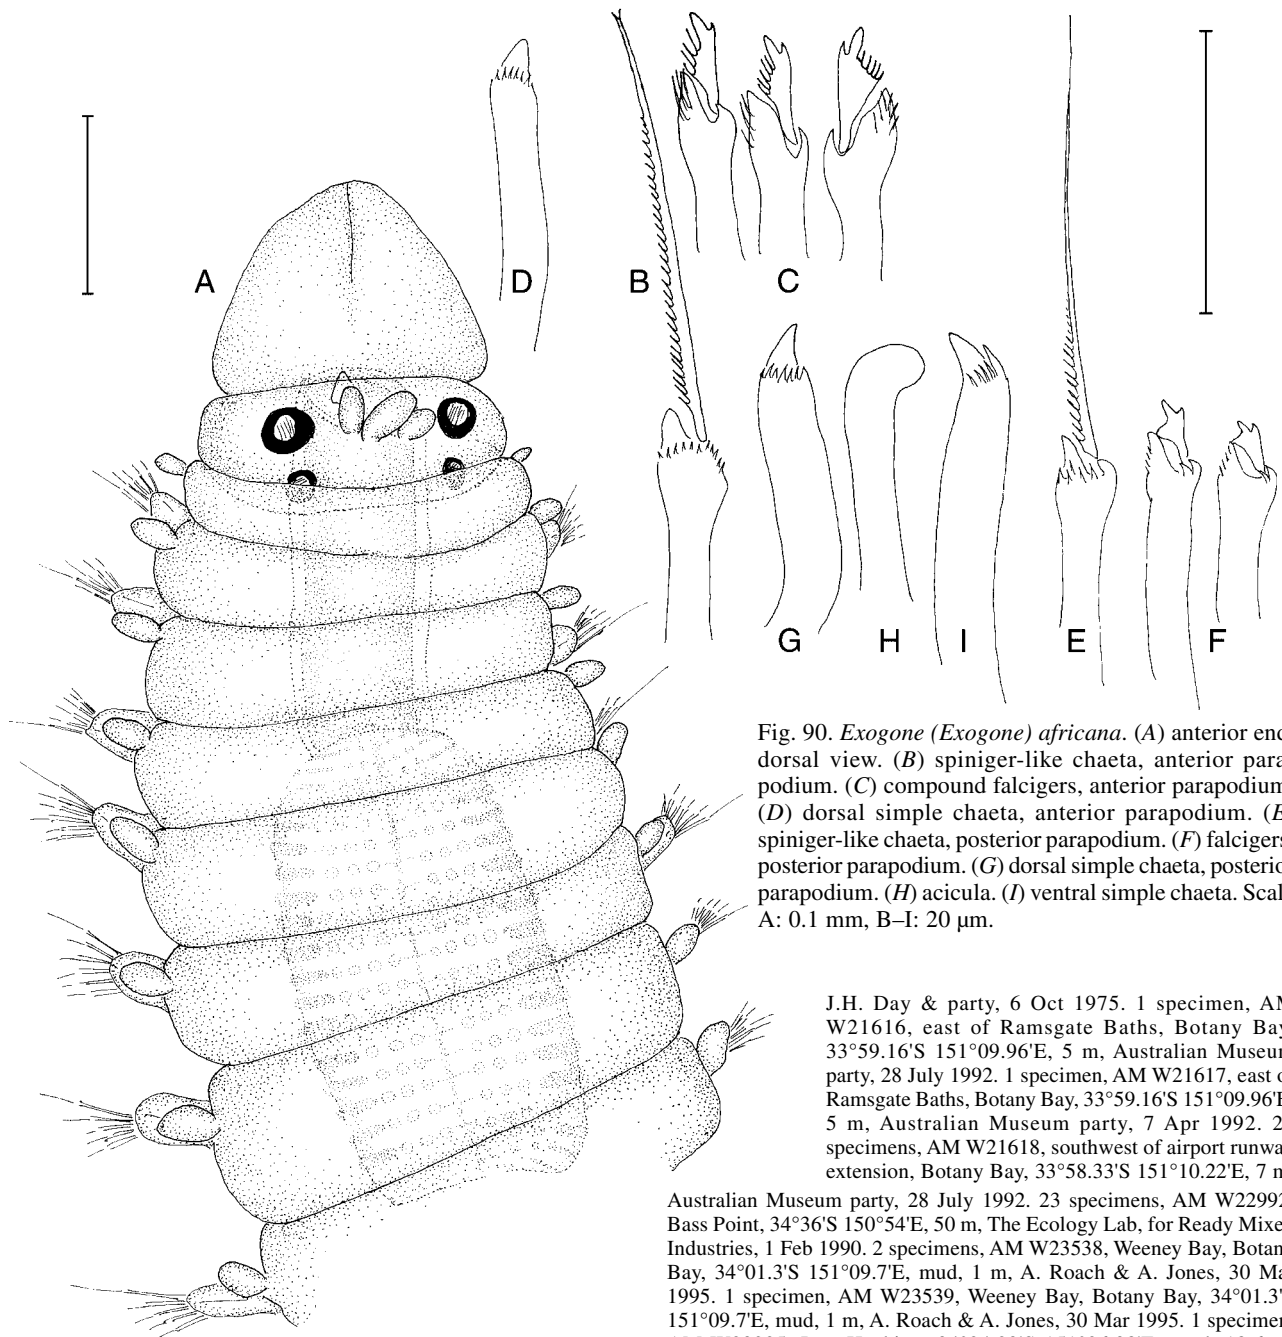 A
D
B
C
G
H
I
E
F
Fig. 90. Exogone (Exogone) africana. (A) anterior end
dorsal view. (B) spiniger-like chaeta, anterior para
podium. (C) compound falcigers, anterior parapodium
(D) dorsal simple chaeta, anterior parapodium. (E
spiniger-like chaeta, posterior parapodium. (F) falcigers
posterior parapodium. (G) dorsal simple chaeta, posterio
parapodium. (H) acicula. (I) ventral simple chaeta. Scal
A: 0.1 mm, B–I: 20 µm.
J.H. Day & party, 6 Oct 1975. 1 specimen, AM
W21616, east of Ramsgate Baths, Botany Bay
33°59.16'S 151°09.96'E, 5 m, Australian Museum
party, 28 July 1992. 1 specimen, AM W21617, east o
Ramsgate Baths, Botany Bay, 33°59.16'S 151°09.96'E
5 m, Australian Museum party, 7 Apr 1992. 2
specimens, AM W21618, southwest of airport runwa
extension, Botany Bay, 33°58.33'S 151°10.22'E, 7 m
Australian Museum party, 28 July 1992. 23 specimens, AM W22992
Bass Point, 34°36'S 150°54'E, 50 m, The Ecology Lab, for Ready Mixe
Industries, 1 Feb 1990. 2 specimens, AM W23538, Weeney Bay, Botan
Bay, 34°01.3'S 151°09.7'E, mud, 1 m, A. Roach & A. Jones, 30 Ma
1995. 1 specimen, AM W23539, Weeney Bay, Botany Bay, 34°01.3'
151°09.7'E, mud, 1 m, A. Roach & A. Jones, 30 Mar 1995. 1 specimen